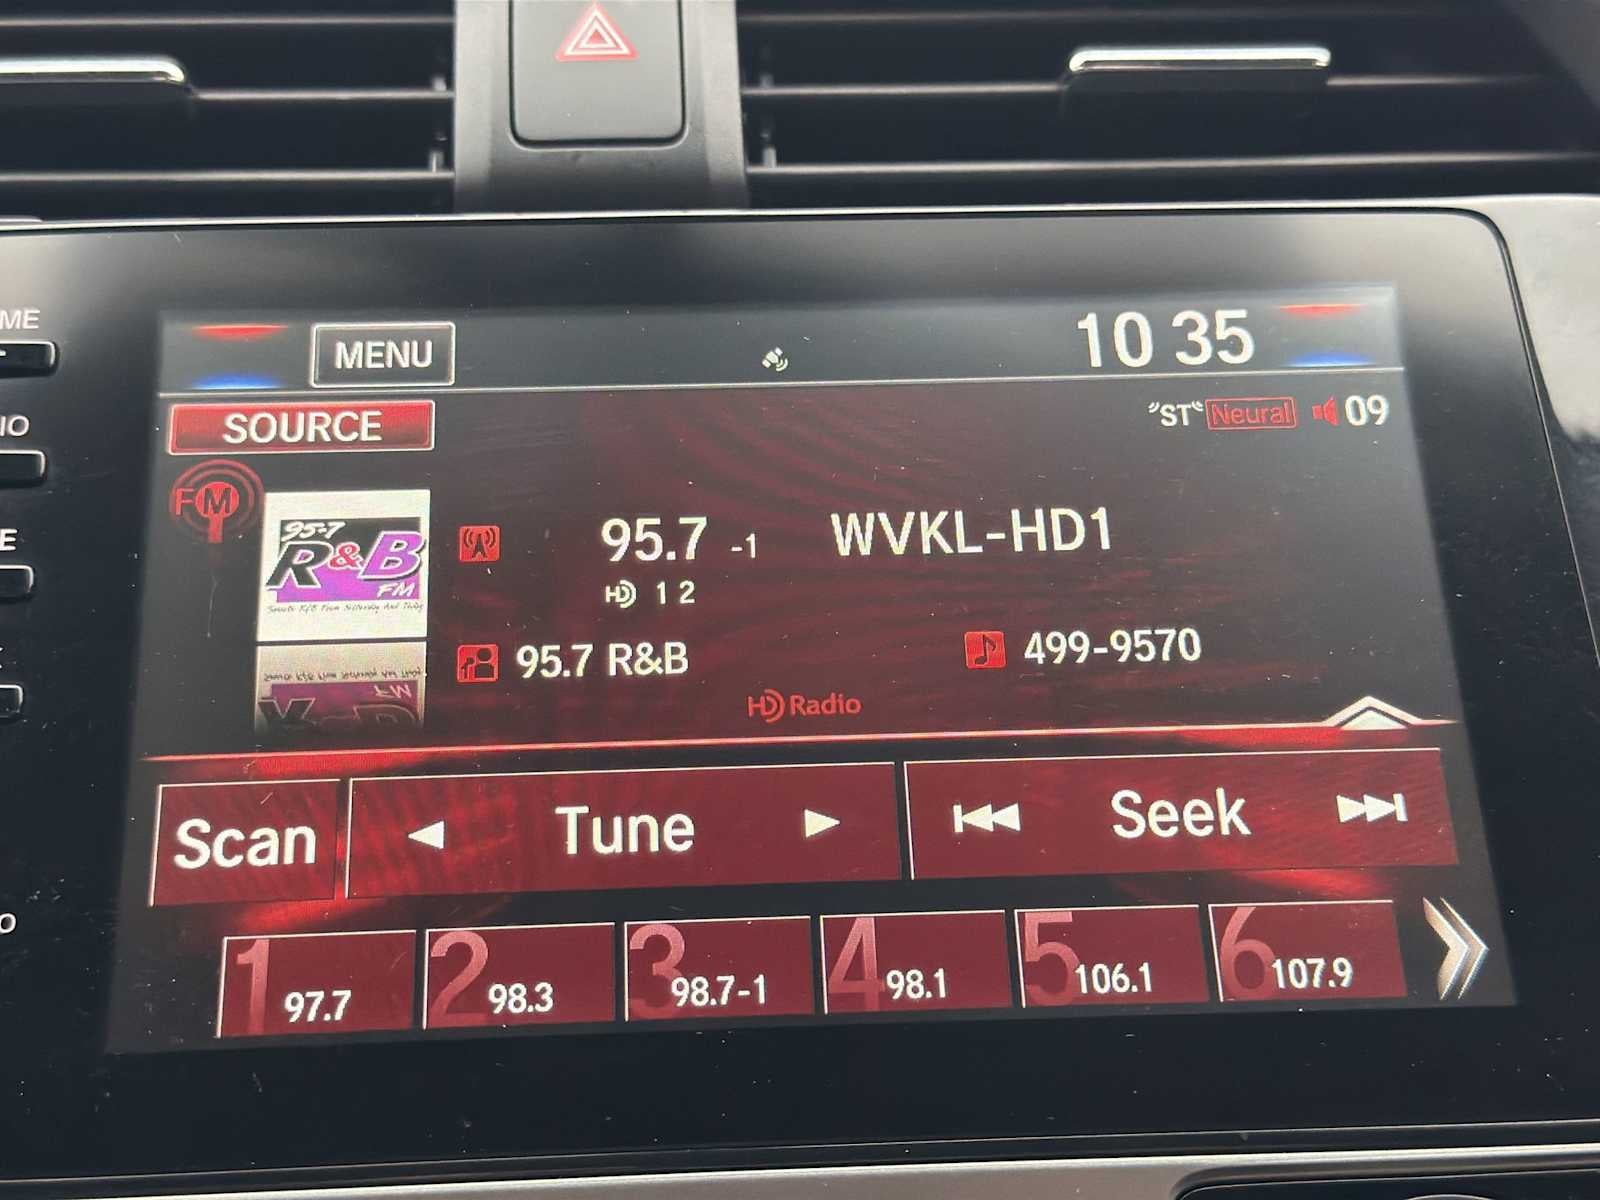 MENU
10 35
SOURCE
"ST" Neural 09
FM
95-7
R&B
FM
95.7 -1 WVKL-HD1
HD 1 2
95.7 R&B 499-9570
HD Radio
Scan Tune Seek
1 97.7
2 98.3
3 98.7-1
4 98.1
5 106.1
6 107.9